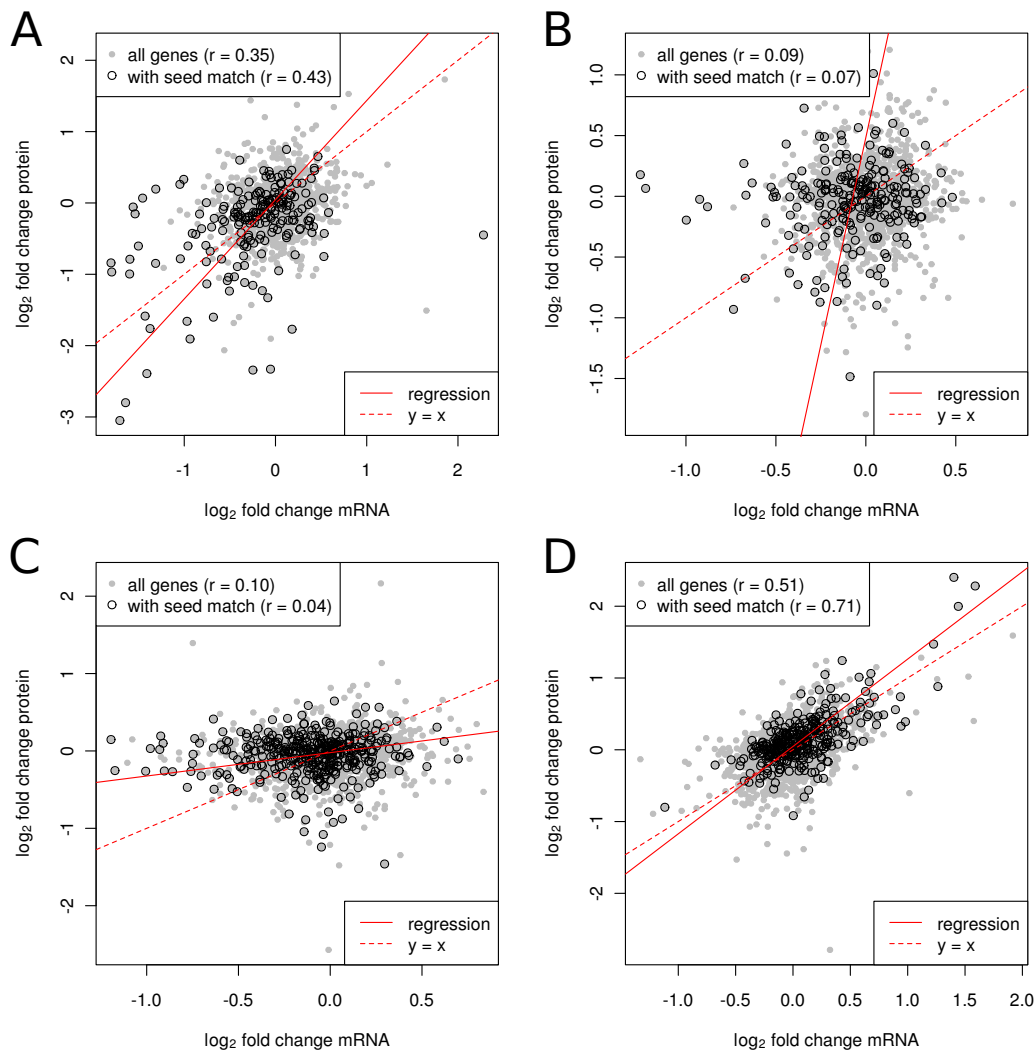 A
all genes (r = 0.35)
with seed match (r = 0.43)
log₂ fold change protein
2
1
0
-1
-2
-3
regression
y = x
-1 0 1 2
log₂ fold change mRNA
B
all genes (r = 0.09)
with seed match (r = 0.07)
log₂ fold change protein
1.0
0.5
0.0
-0.5
-1.0
-1.5
regression
y = x
-1.0 -0.5 0.0 0.5
log₂ fold change mRNA
C
all genes (r = 0.10)
with seed match (r = 0.04)
log₂ fold change protein
2
1
0
-1
-2
regression
y = x
-1.0 -0.5 0.0 0.5
log₂ fold change mRNA
D
all genes (r = 0.51)
with seed match (r = 0.71)
log₂ fold change protein
2
1
0
-1
-2
regression
y = x
-1.0 -0.5 0.0 0.5 1.0 1.5 2.0
log₂ fold change mRNA